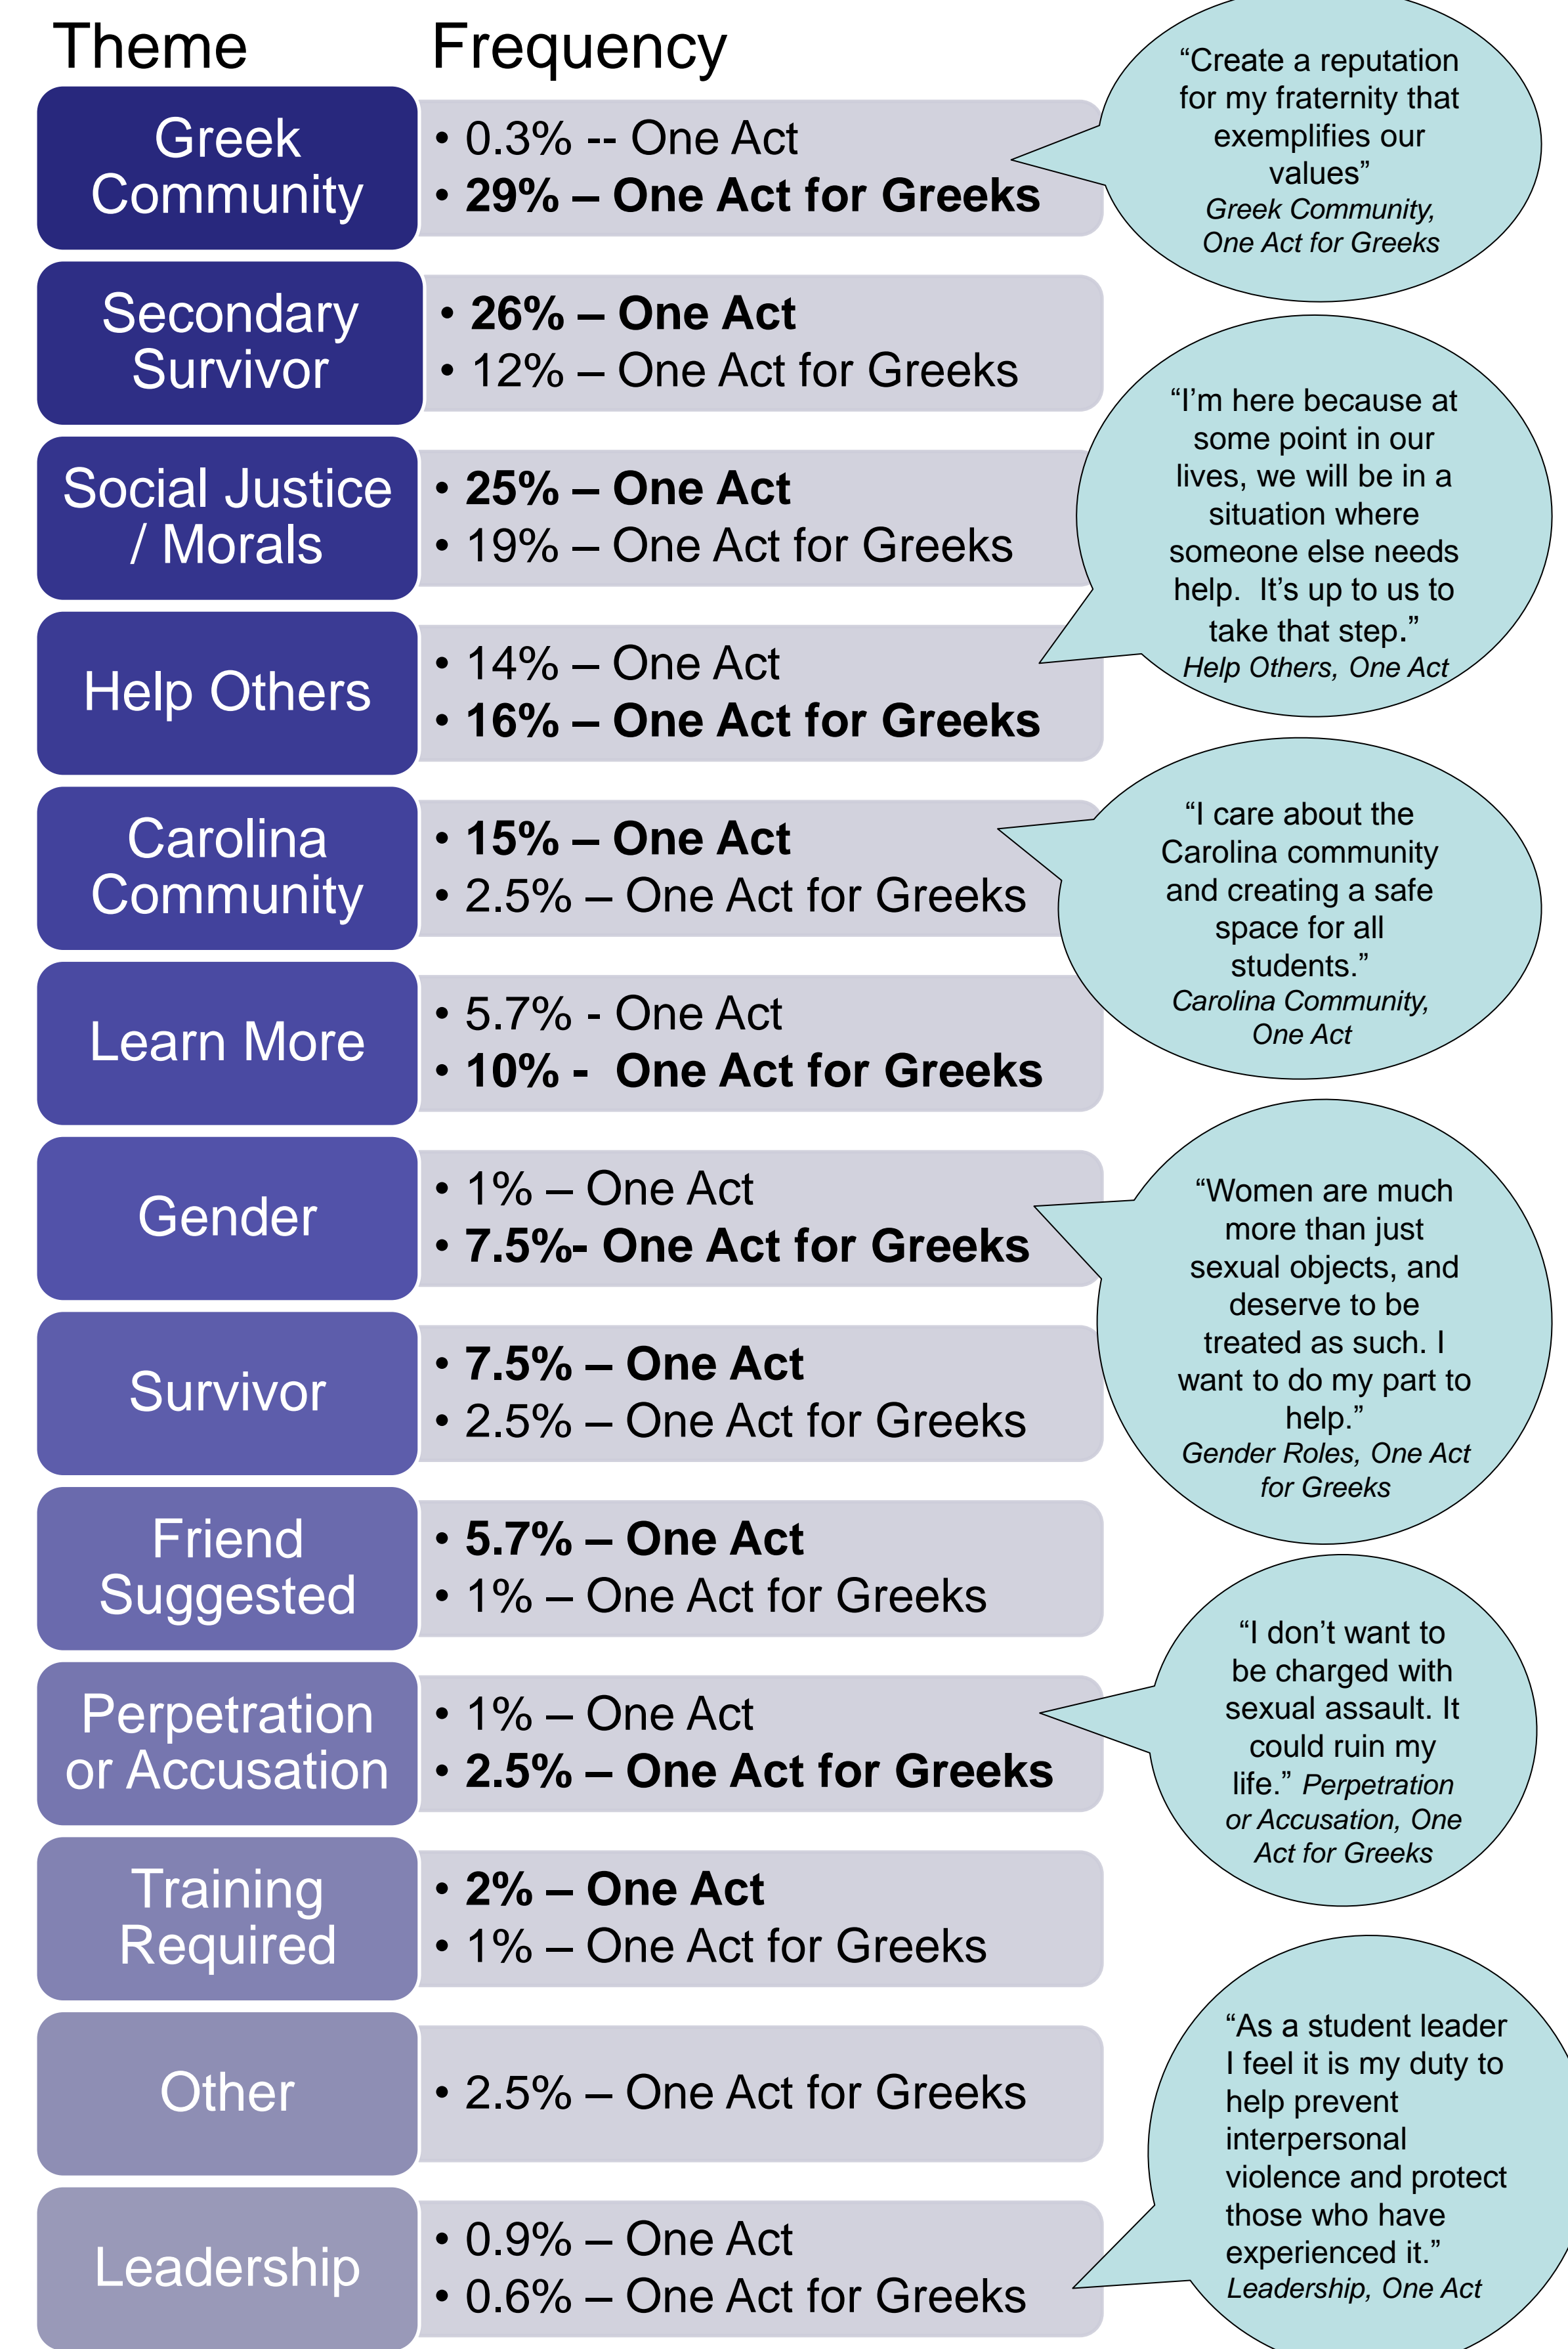 Theme Frequency
Greek
Community
• 0.3% -- One Act
• 29% – One Act for Greeks
“Create a reputation
for my fraternity that
exemplifies our
values”
Greek Community,
One Act for Greeks
Secondary
Survivor
• 26% – One Act
• 12% – One Act for Greeks
Social Justice
/ Morals
• 25% – One Act
• 19% – One Act for Greeks
“I’m here because at
some point in our
lives, we will be in a
situation where
someone else needs
help.  It’s up to us to
take that step.”
Help Others, One Act
Help Others
• 14% – One Act
• 16% – One Act for Greeks
Carolina
Community
• 15% – One Act
• 2.5% – One Act for Greeks
“I care about the
Carolina community
and creating a safe
space for all
students.”
Carolina Community,
One Act
Learn More
• 5.7% - One Act
• 10% -  One Act for Greeks
Gender
• 1% – One Act
• 7.5%- One Act for Greeks
“Women are much
more than just
sexual objects, and
deserve to be
treated as such. I
want to do my part to
help.”
Gender Roles, One Act
for Greeks
Survivor
• 7.5% – One Act
• 2.5% – One Act for Greeks
Friend
Suggested
• 5.7% – One Act
• 1% – One Act for Greeks
Perpetration
or Accusation
• 1% – One Act
• 2.5% – One Act for Greeks
“I don’t want to
be charged with
sexual assault. It
could ruin my
life.” Perpetration
or Accusation, One
Act for Greeks
Training
Required
• 2% – One Act
• 1% – One Act for Greeks
Other
• 2.5% – One Act for Greeks
Leadership
• 0.9% – One Act
• 0.6% – One Act for Greeks
“As a student leader
I feel it is my duty to
help prevent
interpersonal
violence and protect
those who have
experienced it.”
Leadership, One Act